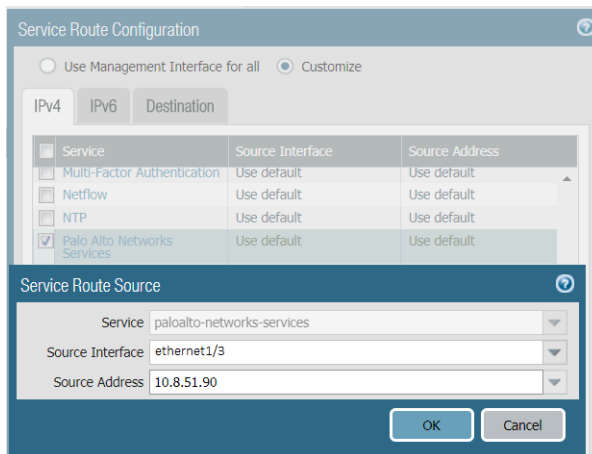 Service Route Configuration
Use Management Interface for all Customize
IPv4 IPv6 Destination
Service Source Interface Source Address
Multi-Factor Authentication Use default Use default
Netflow Use default Use default
NTP Use default Use default
Palo Alto Networks Services Use default Use default
Service Route Source
Service paloalto-networks-services
Source Interface ethernet1/3
Source Address 10.8.51.90
OK Cancel